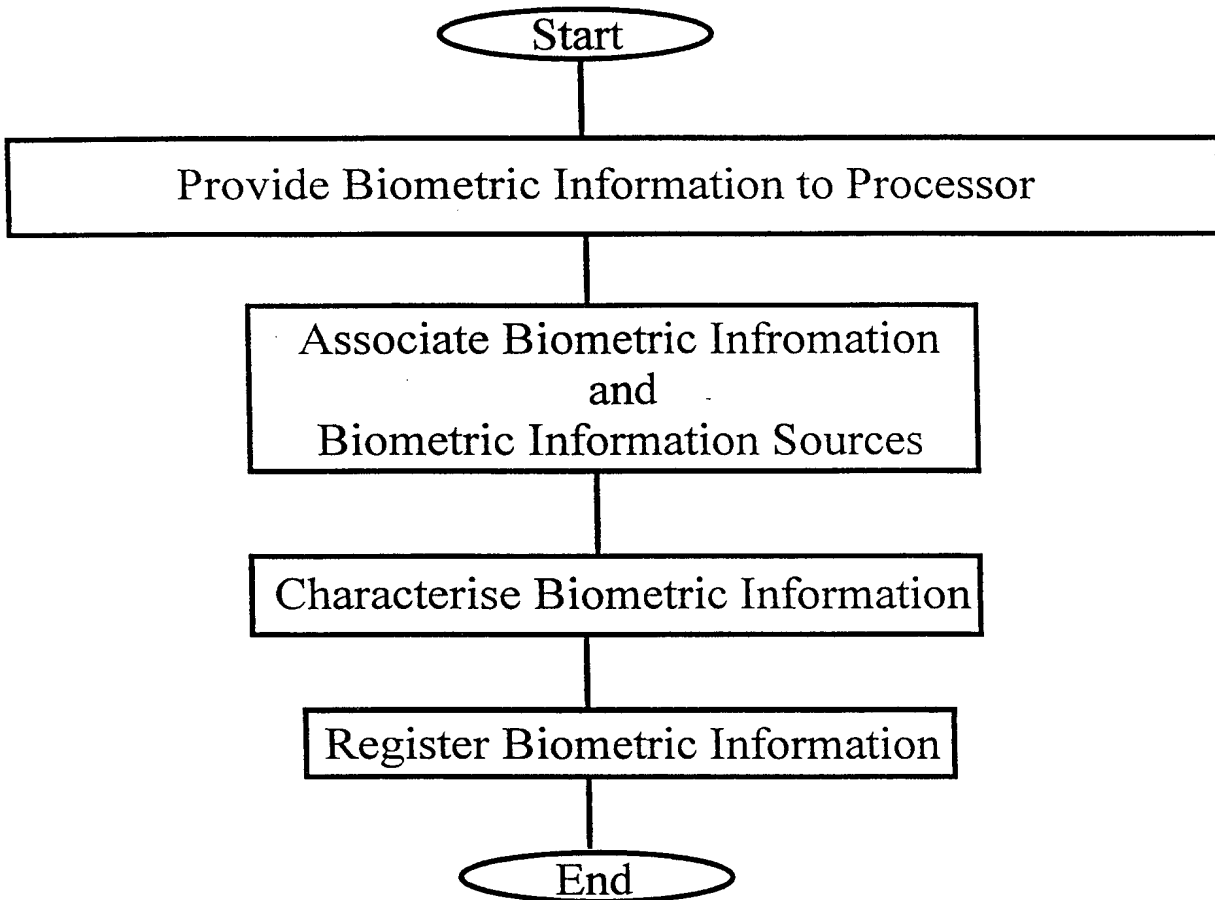 Start
Provide Biometric Information to Processor
Associate Biometric Infromation
and
Biometric Information Sources
Characterise Biometric Information
Register Biometric Information
End